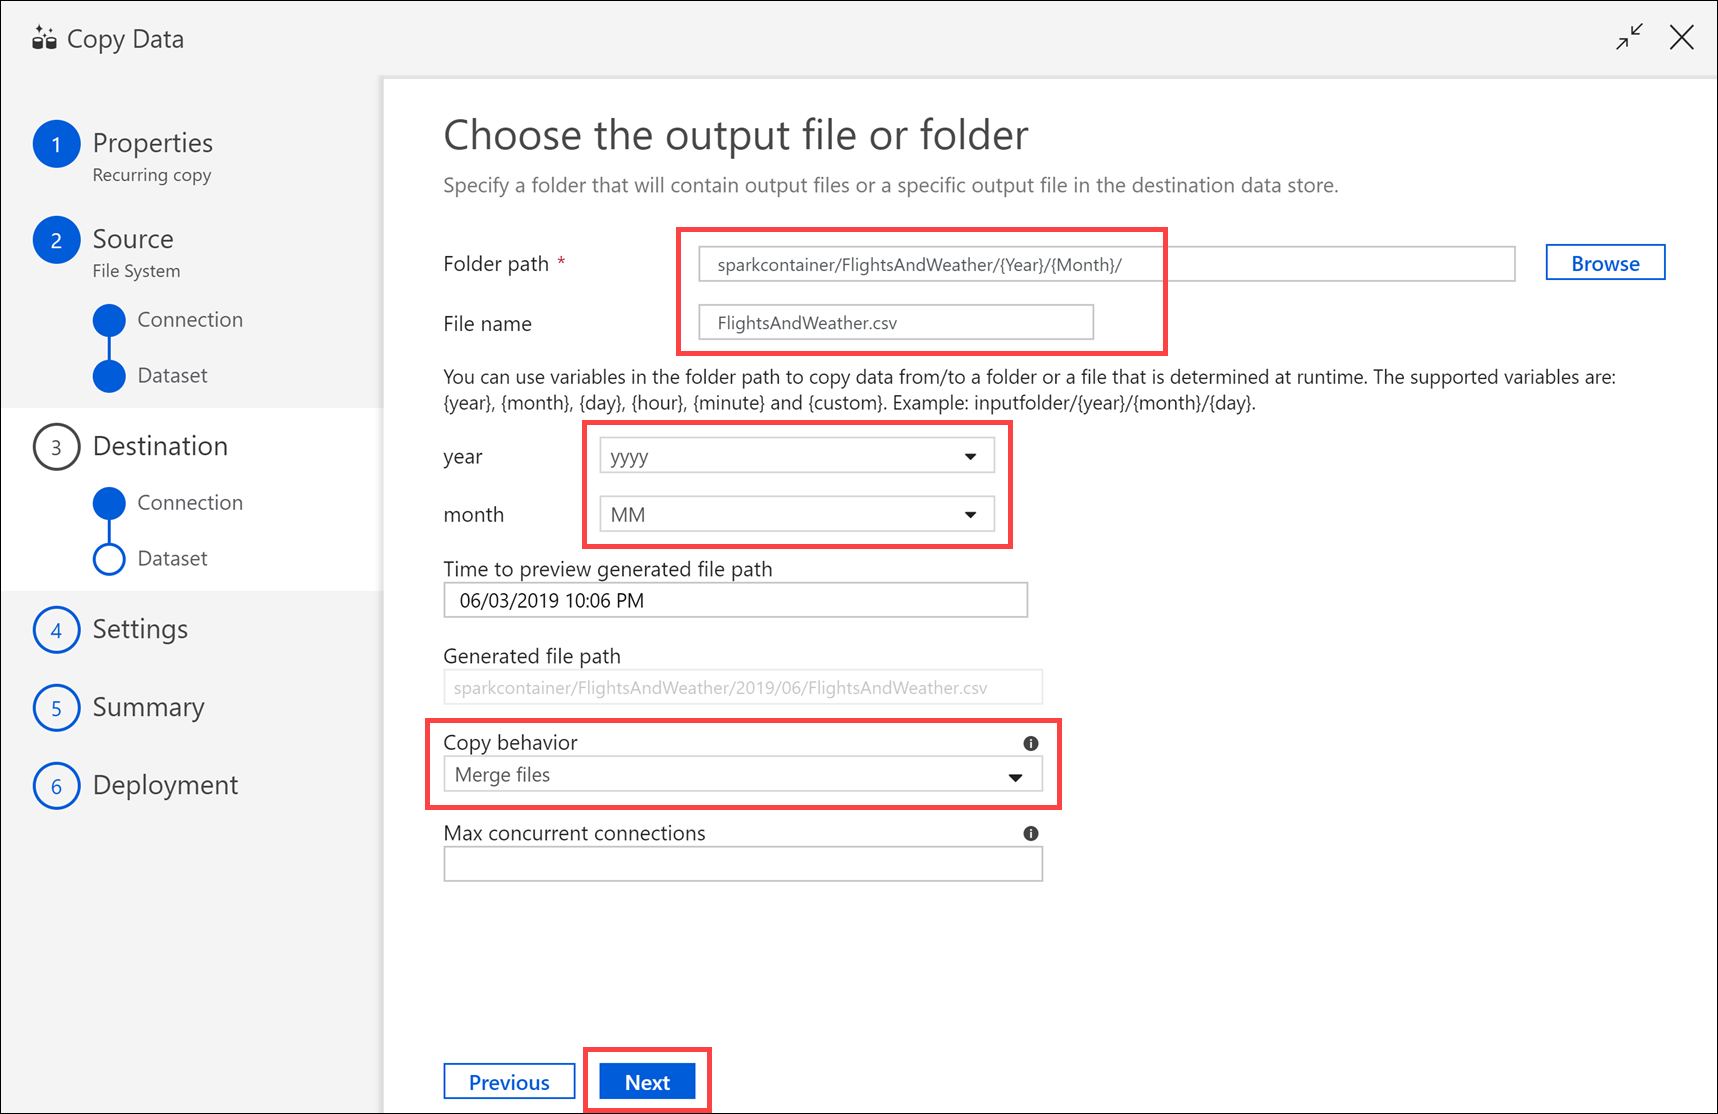 Copy Data
1 Properties
Recurring copy
2 Source
File System
Connection
Dataset
3 Destination
Connection
Dataset
4 Settings
5 Summary
6 Deployment
Choose the output file or folder
Specify a folder that will contain output files or a specific output file in the destination data store.
Folder path * sparkcontainer/FlightsAndWeather/{Year}/{Month}/ Browse
File name FlightsAndWeather.csv
You can use variables in the folder path to copy data from/to a folder or a file that is determined at runtime. The supported variables are:
{year}, {month}, {day}, {hour}, {minute} and {custom}. Example: inputfolder/{year}/{month}/{day}.
year yyyy
month MM
Time to preview generated file path
06/03/2019 10:06 PM
Generated file path
sparkcontainer/FlightsAndWeather/2019/06/FlightsAndWeather.csv
Copy behavior
Merge files
Max concurrent connections
Previous Next